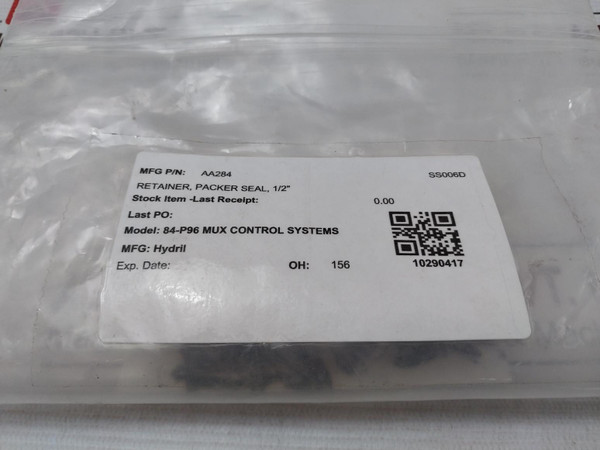 MFG P/N: AA284 SS006D
RETAINER, PACKER SEAL, 1/2"
Stock Item -Last Receipt: 0.00
Last PO:
Model: 84-P96 MUX CONTROL SYSTEMS
MFG: Hydril
Exp. Date: OH: 156
10290417